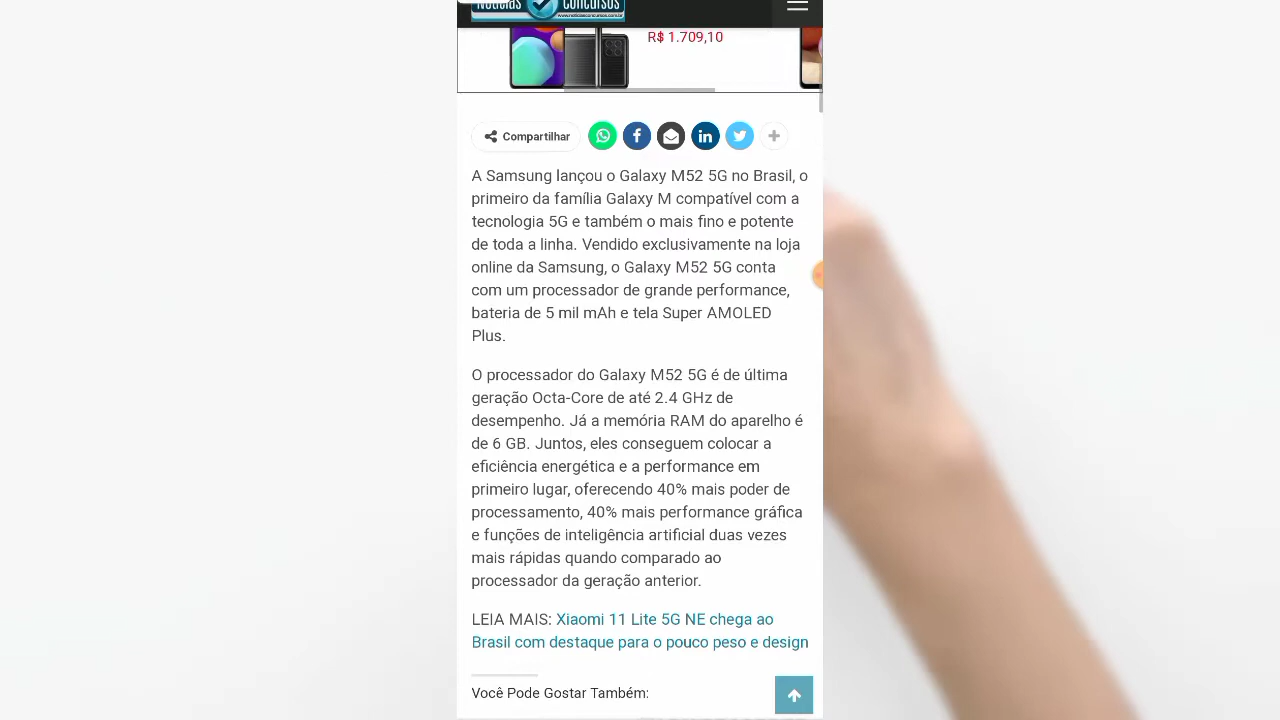 Notícias Concursos
www.noticiasconcursos.com.br
R$ 1.709,10
Compartilhar
A Samsung lançou o Galaxy M52 5G no Brasil, o
primeiro da família Galaxy M compatível com a
tecnologia 5G e também o mais fino e potente
de toda a linha. Vendido exclusivamente na loja
online da Samsung, o Galaxy M52 5G conta
com um processador de grande performance,
bateria de 5 mil mAh e tela Super AMOLED
Plus.
O processador do Galaxy M52 5G é de última
geração Octa-Core de até 2.4 GHz de
desempenho. Já a memória RAM do aparelho é
de 6 GB. Juntos, eles conseguem colocar a
eficiência energética e a performance em
primeiro lugar, oferecendo 40% mais poder de
processamento, 40% mais performance gráfica
e funções de inteligência artificial duas vezes
mais rápidas quando comparado ao
processador da geração anterior.
LEIA MAIS: Xiaomi 11 Lite 5G NE chega ao
Brasil com destaque para o pouco peso e design
Você Pode Gostar Também: